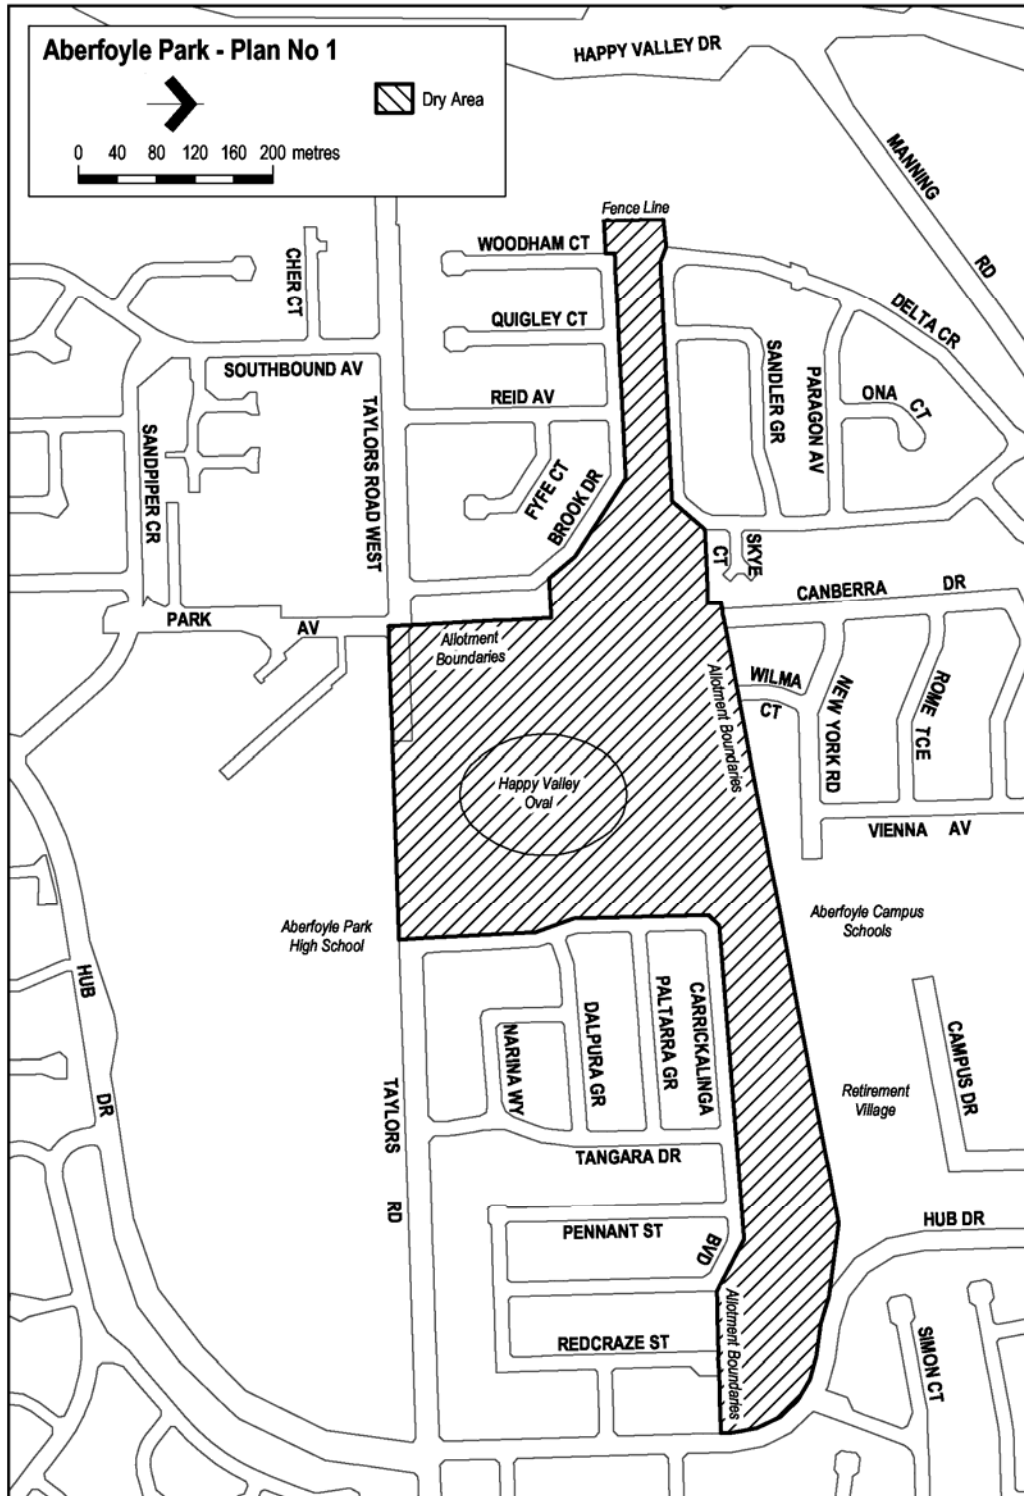 Aberfoyle Park - Plan No 1
Dry Area
0 40 80 120 160 200 metres
HAPPY VALLEY DR
MANNING
RD
Fence Line
WOODHAM CT
CHER CT
DELTA CR
QUIGLEY CT
SOUTHBOUND AV
REID AV
SANDLER GR
PARAGON AV
ONA
CT
TAYLORS ROAD WEST
SANDPIPER CR
FYFE CT
BROOK DR
SKYE
CT
CANBERRA
DR
PARK
AV
Allotment
Boundaries
Allotment Boundaries
WILMA
CT
NEW YORK RD
ROME TCE
Happy Valley
Oval
VIENNA AV
Aberfoyle Park
High School
Aberfoyle Campus
Schools
HUB
DR
NARINA WY
DALPURA GR
PALTARRA GR
CARRICKALINGA
CAMPUS DR
Retirement
Village
TAYLORS
RD
TANGARA DR
PENNANT ST
BVD
HUB DR
Allotment Boundaries
REDCRAZE ST
SIMON CT